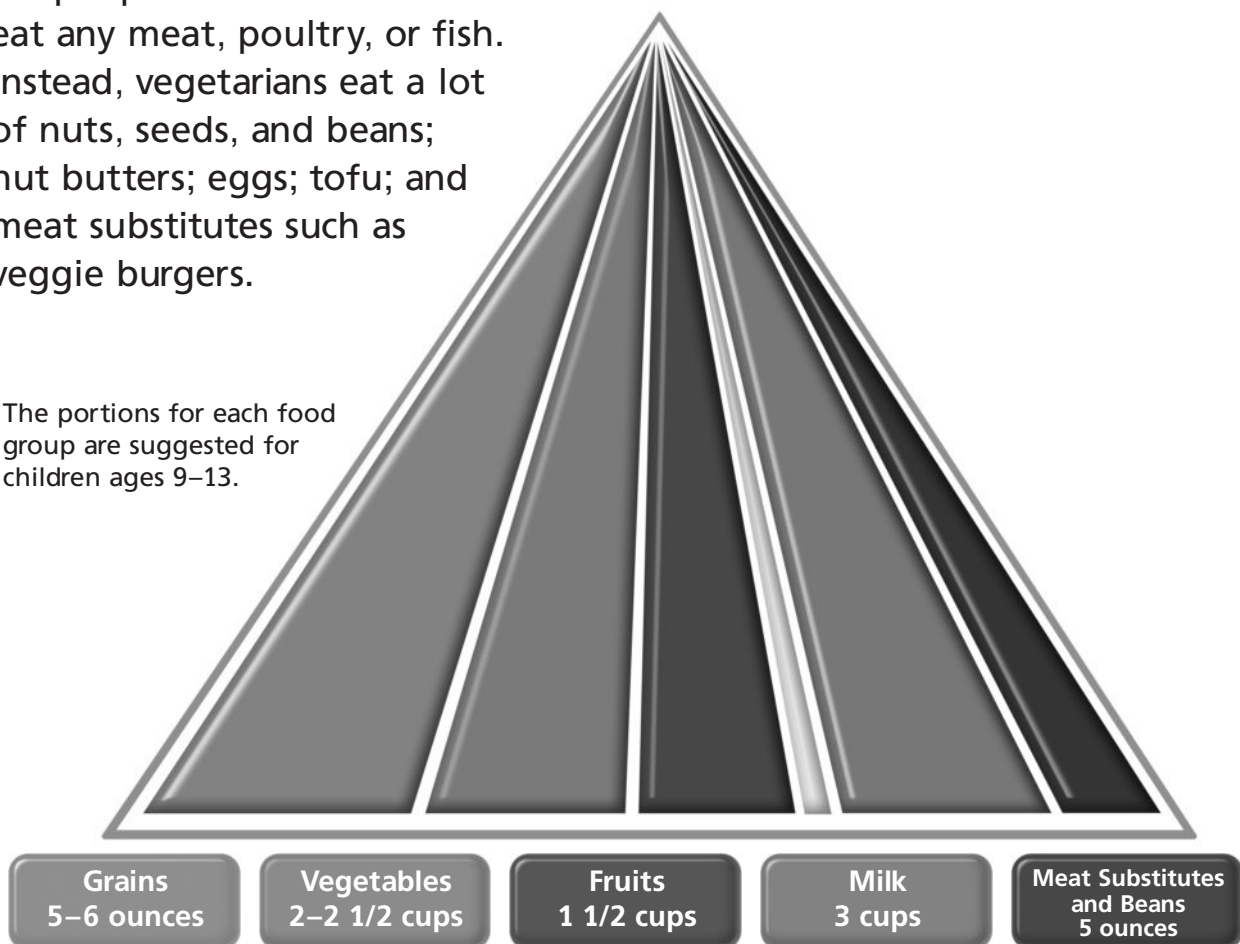 eat any meat, poultry, or fish.
nstead, vegetarians eat a lot
of nuts, seeds, and beans;
nut butters; eggs; tofu; and
meat substitutes such as
veggie burgers.
The portions for each food
group are suggested for
children ages 9–13.
Grains
5–6 ounces
Vegetables
2–2 1/2 cups
Fruits
1 1/2 cups
Milk
3 cups
Meat Substitutes
and Beans
5 ounces